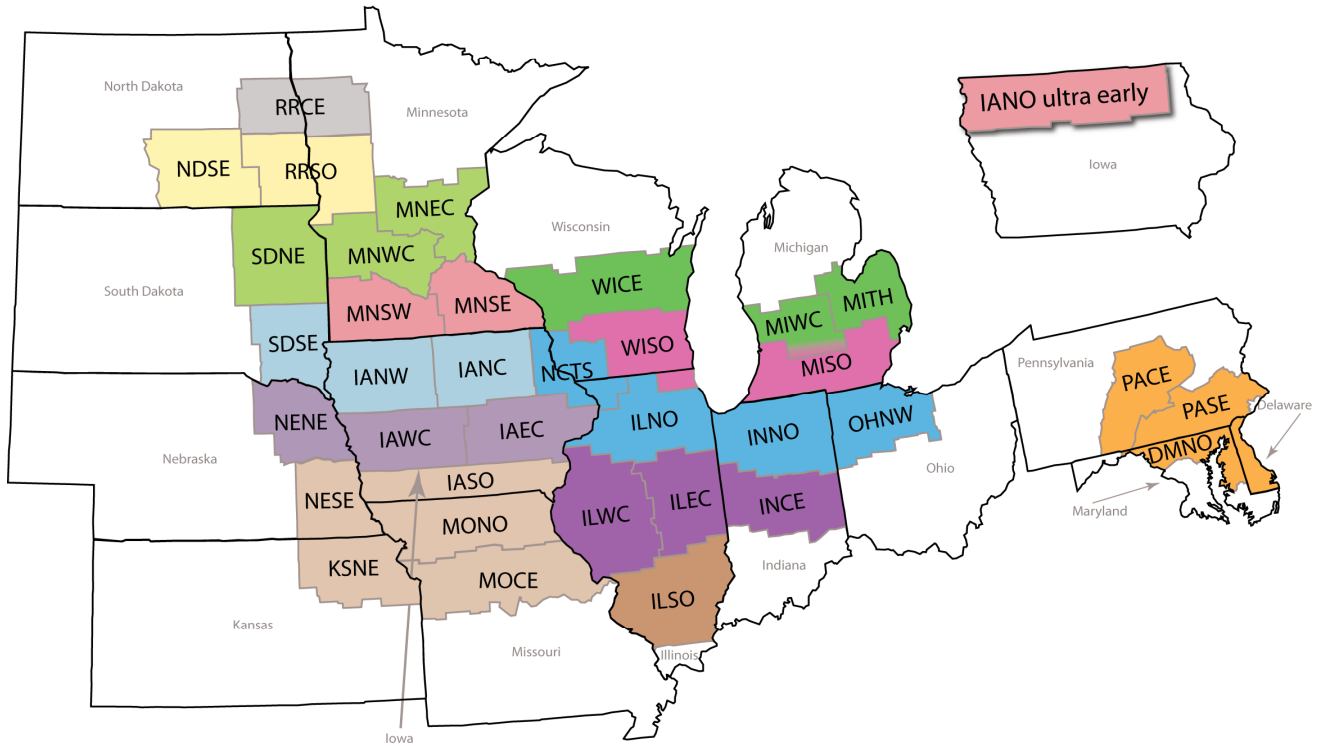 North Dakota
RRCE
Minnesota
NDSE
RRSO
MNEC
SDNE
MNWC
South Dakota
MNSW
MNSE
SDSE
IANW
IANC
NCTS
Wisconsin
WICE
WISO
Michigan
MIWC
MITH
MISO
NENE
IAWC
IAEC
ILNO
INNO
OHNW
Nebraska
NESE
IASO
MONO
ILWC
ILEC
INCE
Ohio
KSNE
MOCE
ILSO
Indiana
Kansas
Missouri
Illinois
Iowa
IANO ultra early
Iowa
Pennsylvania
PACE
PASE
Delaware
DMNO
Maryland